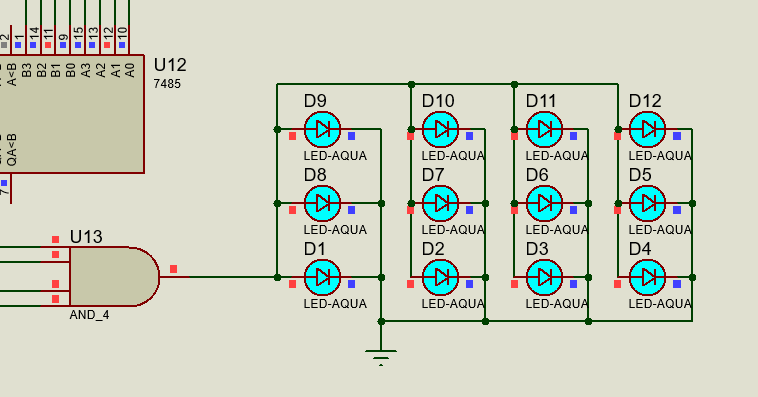 2
1
14
11
9
15
13
12
10
A<B
B3
B2
B1
B0
A3
A2
A1
A0
U12
7485
QA<B
7
U13
AND_4
D9
D10
D11
D12
LED-AQUA
LED-AQUA
LED-AQUA
LED-AQUA
D8
D7
D6
D5
LED-AQUA
LED-AQUA
LED-AQUA
LED-AQUA
D1
D2
D3
D4
LED-AQUA
LED-AQUA
LED-AQUA
LED-AQUA